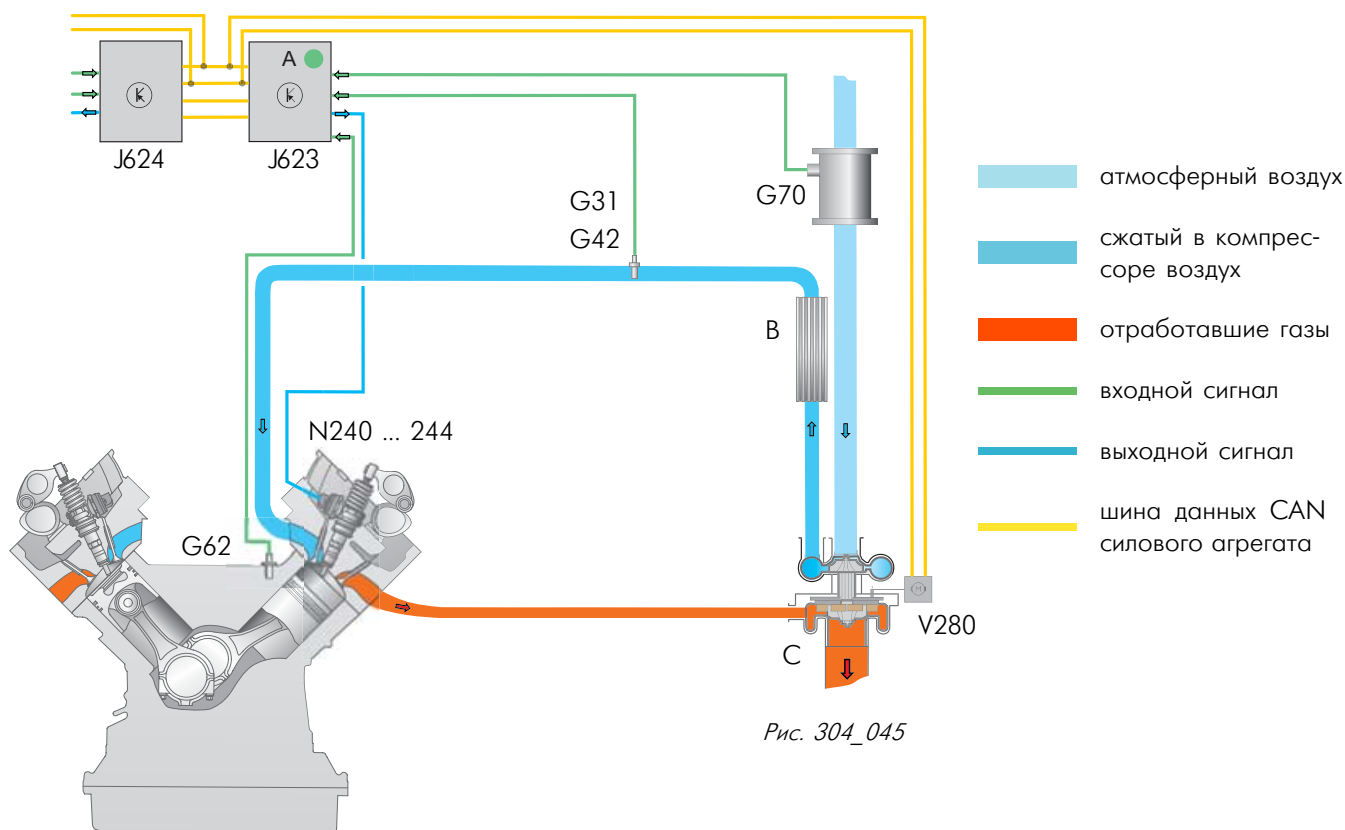 A
J624
J623
G31
G42
G70
B
N240 ... 244
G62
V280
C
Рис. 304_045
атмосферный воздух
сжатый в компрес-
соре воздух
отработавшие газы
входной сигнал
выходной сигнал
шина данных CAN
силового агрегата
M